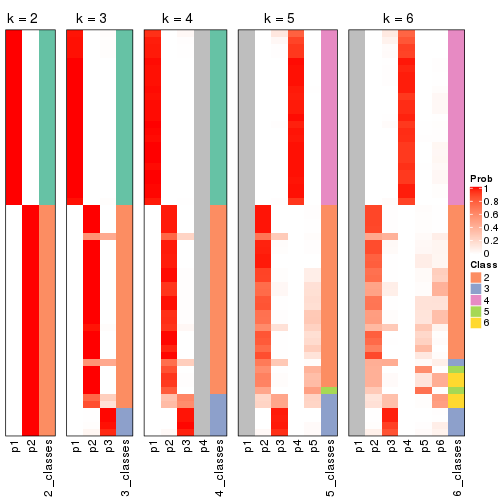 k = 2 k = 3 k = 4 k = 5 k = 6
Prob
1
0.8
0.6
0.4
0.2
0
Class
2
3
4
5
6
p1 p2 2_classes p1 p2 p3 3_classes p1 p2 p3 p4 4_classes p1 p2 p3 p4 p5 5_classes p1 p2 p3 p4 p5 p6 6_classes